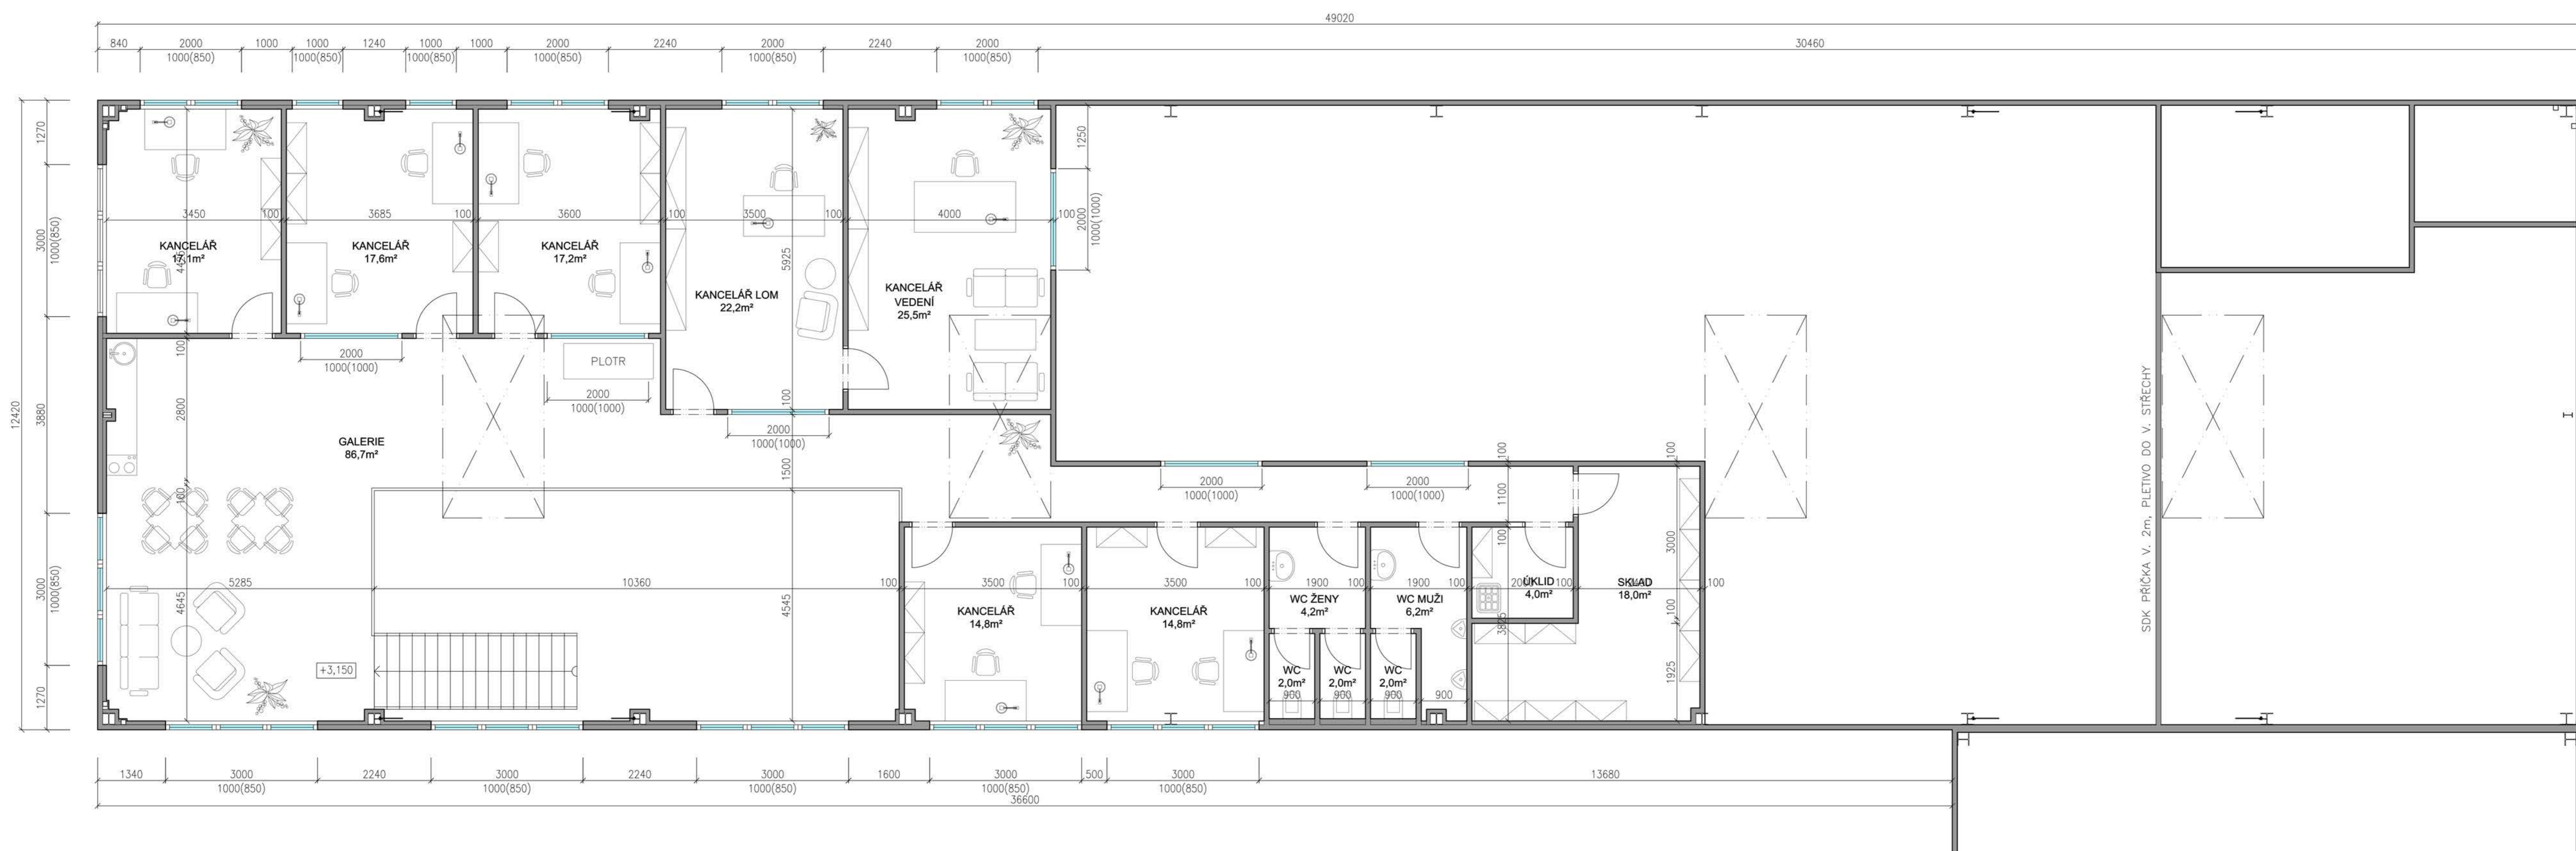 49020
840 2000 1000 1000 1240 1000 1000 2000 2240 2000 2240 2000 30460
1000(850) 1000(850) 1000(850) 1000(850) 1000(850) 1000(850)
12420
1270
3000
1000(850)
3880
3000
1000(850)
1270
1250
2000
1000(1000)
3450 100 3685 100 3600 100 3500 100 4000 100
KANCELÁŘ
17,1m²
KANCELÁŘ
17,6m²
KANCELÁŘ
17,2m²
KANCELÁŘ LOM
22,2m²
KANCELÁŘ
VEDENÍ
25,5m²
5925
100
100
2000
1000(1000)
PLOTR
2000
1000(1000)
2000
1000(1000)
2800
100
1500
GALERIE
86,7m²
2000
1000(1000)
2000
1000(1000)
100
1100
100
100
3000
100
1925
3825
SDK PŘÍČKA V. 2m, PLETIVO DO V. STŘECHY
5285 10360 100 3500 100 3500 100 1900 100 1900 100 100 100
4645
4545
KANCELÁŘ
14,8m²
KANCELÁŘ
14,8m²
WC ŽENY
4,2m²
WC MUŽI
6,2m²
ÚKLID
4,0m²
SKLAD
18,0m²
+3,150
WC
2,0m²
900
WC
2,0m²
900
WC
2,0m²
900
900
1340 3000 2240 3000 2240 3000 1600 3000 500 3000 13680
1000(850) 1000(850) 1000(850) 1000(850) 1000(850)
36600